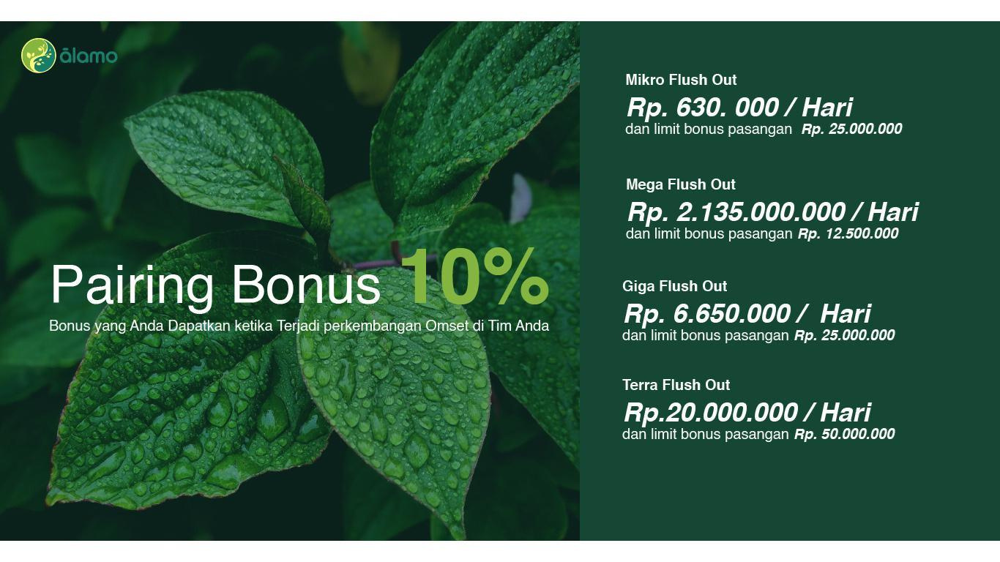 ālamo
Pairing Bonus 10%
Bonus yang Anda Dapatkan ketika Terjadi perkembangan Omset di Tim Anda
Mikro Flush Out
Rp. 630. 000 / Hari
dan limit bonus pasangan Rp. 25.000.000
Mega Flush Out
Rp. 2.135.000.000 / Hari
dan limit bonus pasangan Rp. 12.500.000
Giga Flush Out
Rp. 6.650.000 / Hari
dan limit bonus pasangan Rp. 25.000.000
Terra Flush Out
Rp.20.000.000 / Hari
dan limit bonus pasangan Rp. 50.000.000